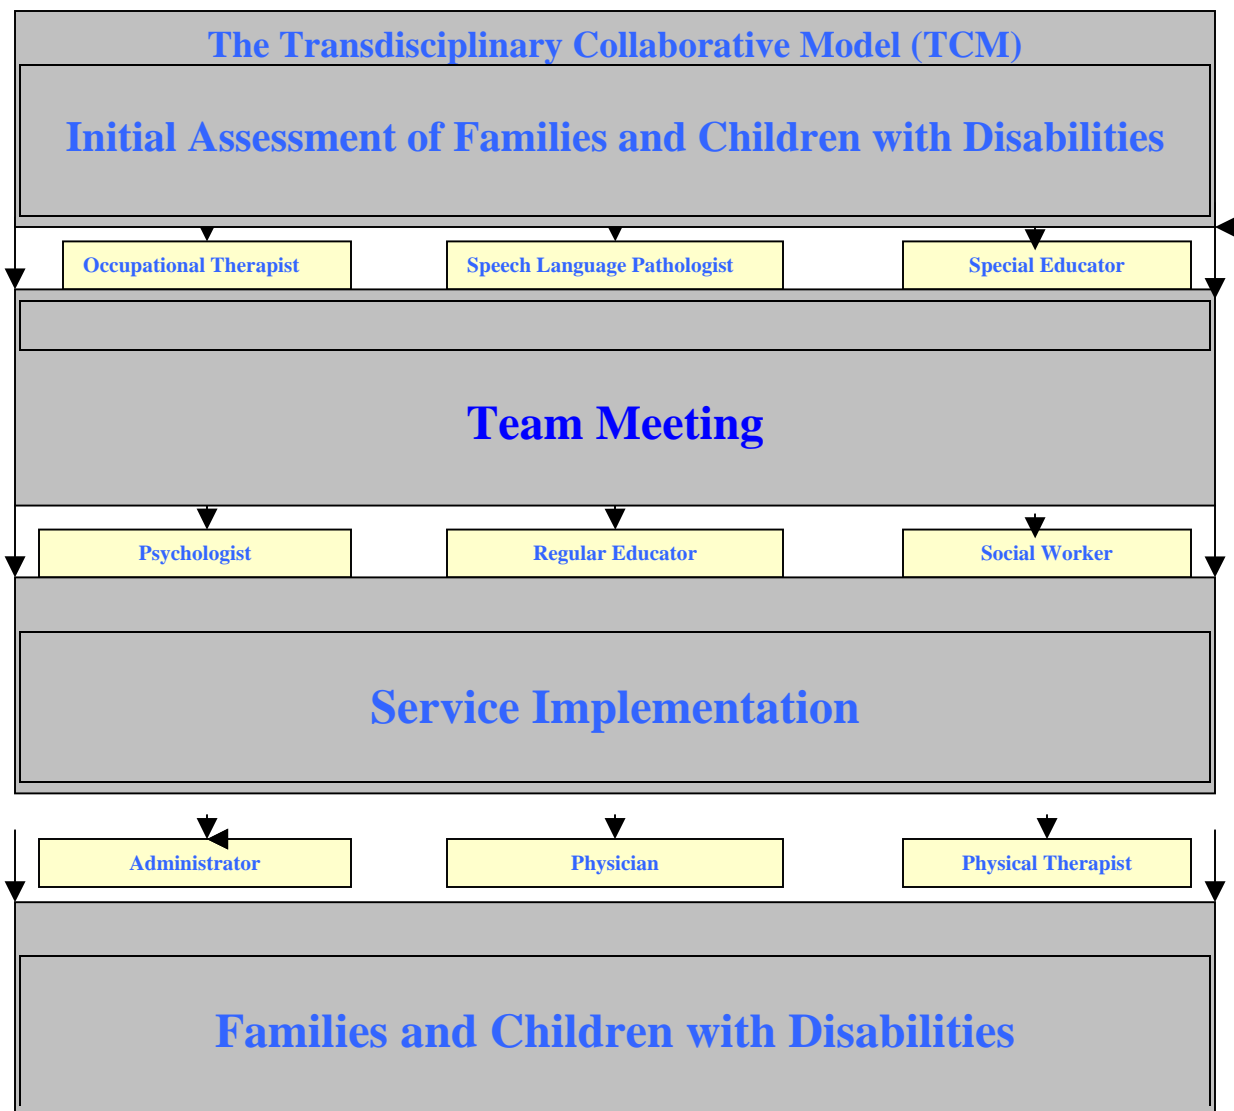 The Transdisciplinary Collaborative Model (TCM)
Initial Assessment of Families and Children with Disabilities
Occupational Therapist
Speech Language Pathologist
Special Educator
Team Meeting
Psychologist
Regular Educator
Social Worker
Service Implementation
Administrator
Physician
Physical Therapist
Families and Children with Disabilities